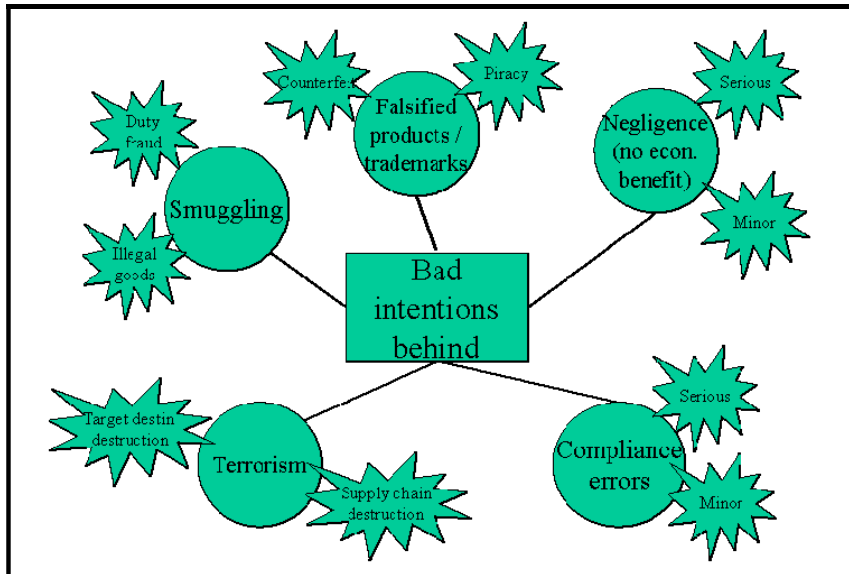 Counterfei
Piracy
Falsified
products /
trademarks
Serious
Negligence
(no econ.
benefit)
Minor
Duty
fraud
Smuggling
Illegal
goods
Bad
intentions
behind
Target destin
destruction
Terrorism
Supply chain
destruction
Serious
Compliance
errors
Minor